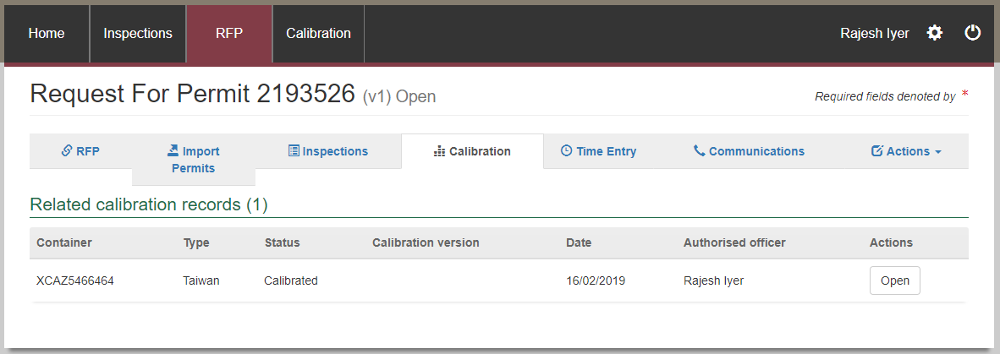 Home Inspections RFP Calibration Rajesh Iyer
Request For Permit 2193526 (v1) Open
Required fields denoted by *
RFP Import Permits Inspections Calibration Time Entry Communications Actions
Related calibration records (1)
Container Type Status Calibration version Date Authorised officer Actions
XCAZ5466464 Taiwan Calibrated 16/02/2019 Rajesh Iyer Open